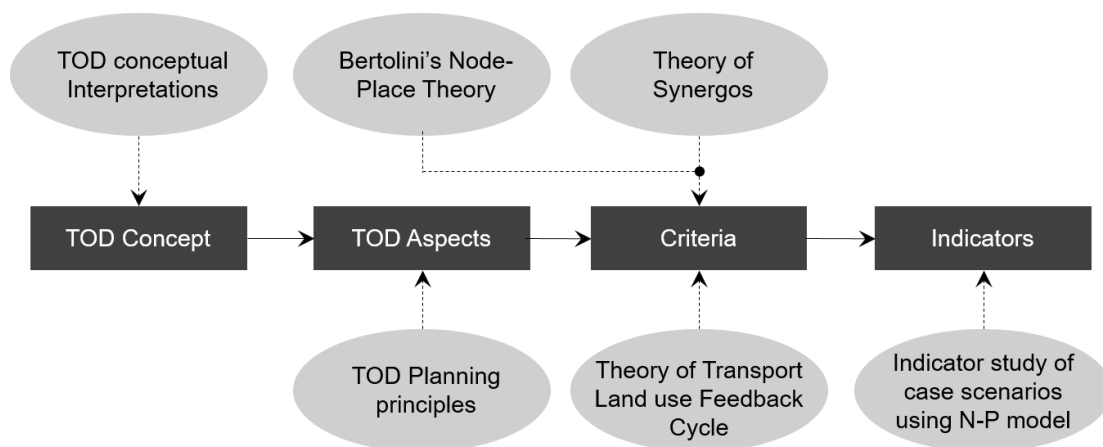 TOD conceptual
Interpretations
Bertolini's Node-
Place Theory
Theory of
Synergos
TOD Concept
TOD Aspects
Criteria
Indicators
TOD Planning
principles
Theory of Transport
Land use Feedback
Cycle
Indicator study of
case scenarios
using N-P model